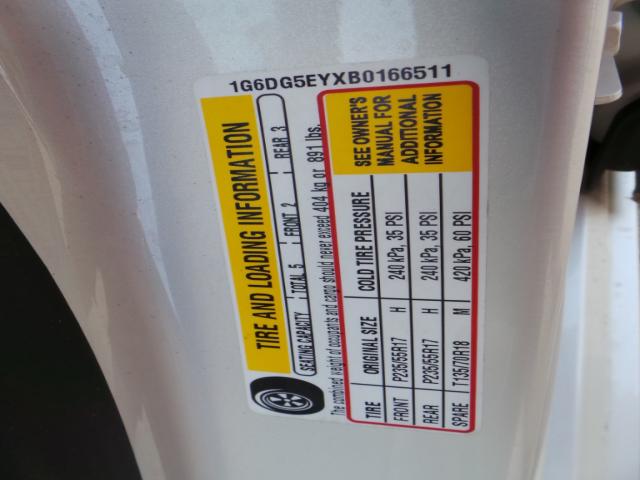 1G6DG5EYXB0166511
TIRE AND LOADING INFORMATION
SEATING CAPACITY TOTAL 5 FRONT 2 REAR 3
The combined weight of occupants and cargo should never exceed 404 kg or 891 lbs.
TIRE ORIGINAL SIZE COLD TIRE PRESSURE SEE OWNER'S MANUAL FOR ADDITIONAL INFORMATION
FRONT P235/55R17 H 240 kPa, 35 PSI
REAR P235/55R17 H 240 kPa, 35 PSI
SPARE T135/70R18 M 420 kPa, 60 PSI